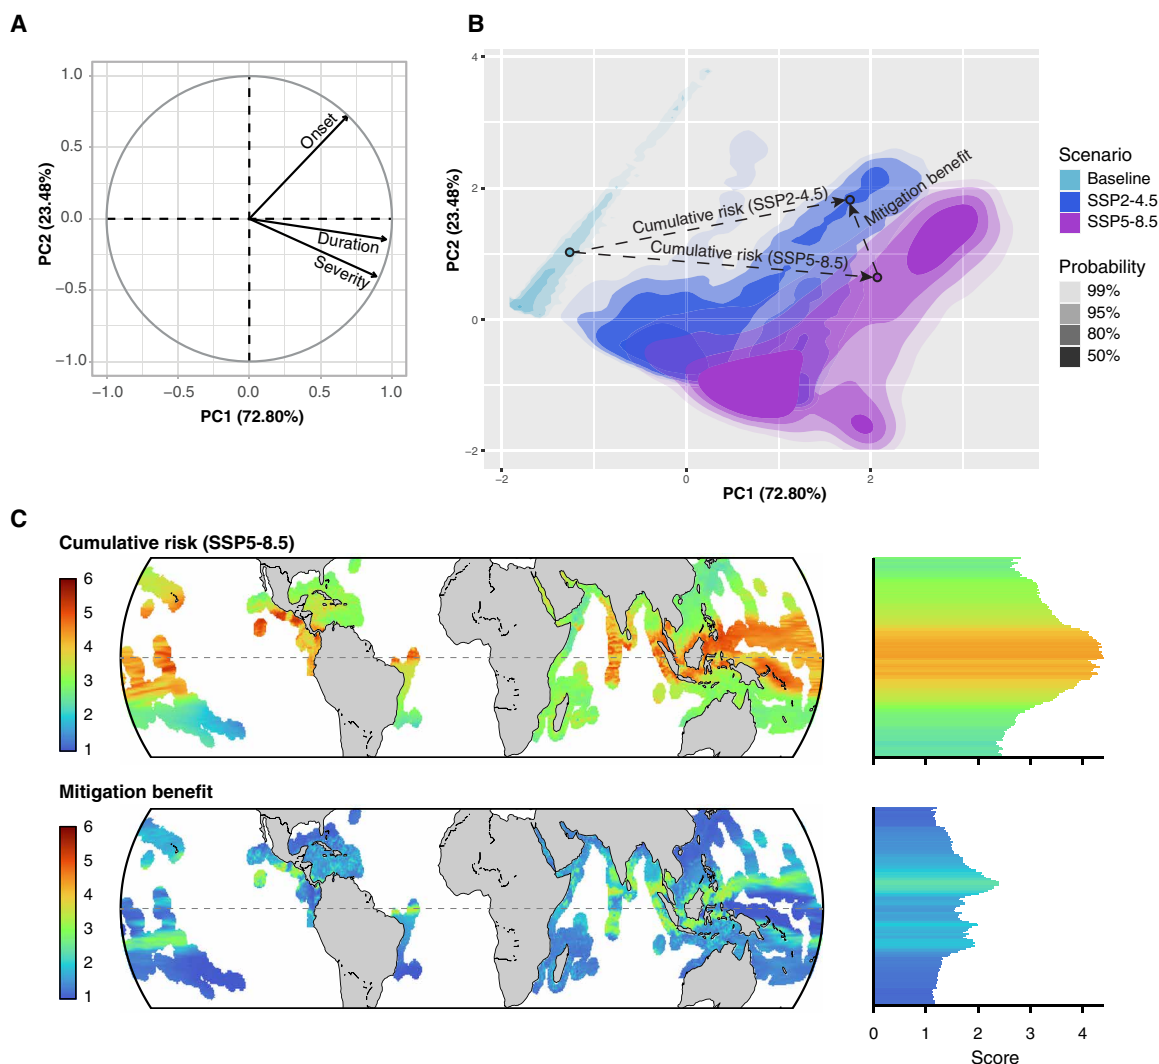 A
1.0
0.5
0.0
−0.5
−1.0
−1.0
−0.5
0.0
0.5
1.0
PC2 (23.48%)
PC1 (72.80%)
Onset
Duration
Severity
B
4
2
0
−2
−2
0
2
PC2 (23.48%)
PC1 (72.80%)
Cumulative risk (SSP2-4.5)
Cumulative risk (SSP5-8.5)
Mitigation benefit
Scenario
Baseline
SSP2-4.5
SSP5-8.5
Probability
99%
95%
80%
50%
C
Cumulative risk (SSP5-8.5)
6
5
4
3
2
1
Mitigation benefit
6
5
4
3
2
1
0
1
2
3
4
Score